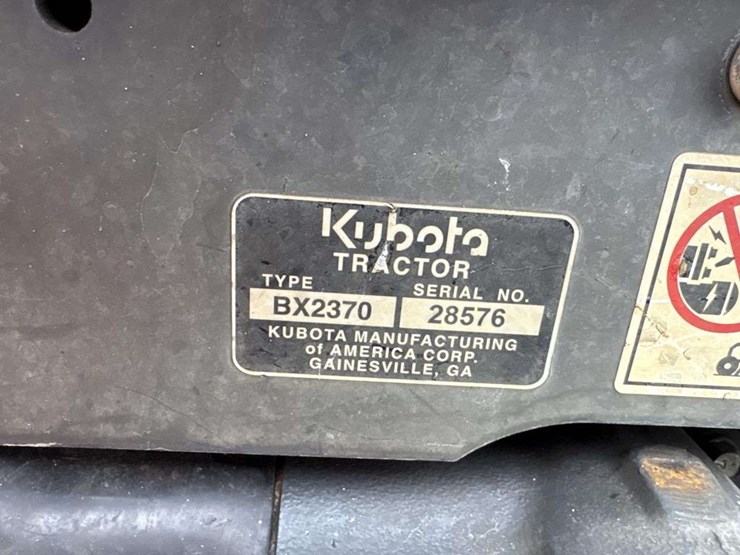 Kubota
TRACTOR
TYPE SERIAL NO.
BX2370 28576
KUBOTA MANUFACTURING
of AMERICA CORP.
GAINESVILLE, GA